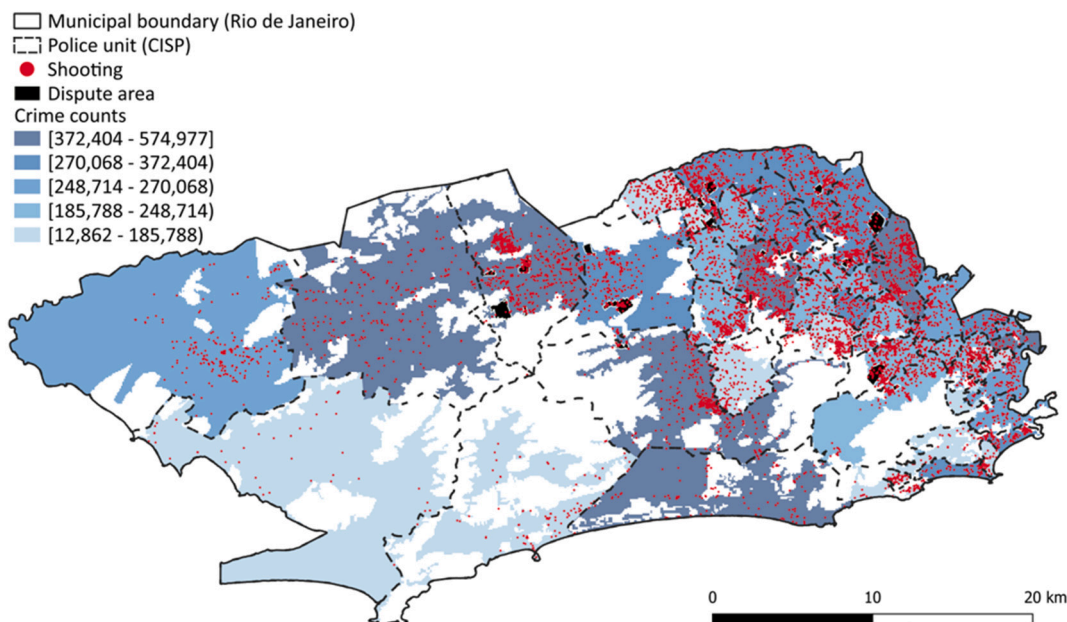 Municipal boundary (Rio de Janeiro)
Police unit (CISP)
Shooting
Dispute area
Crime counts
[372,404 - 574,977]
[270,068 - 372,404)
[248,714 - 270,068)
[185,788 - 248,714)
[12,862 - 185,788)
0 10 20 km